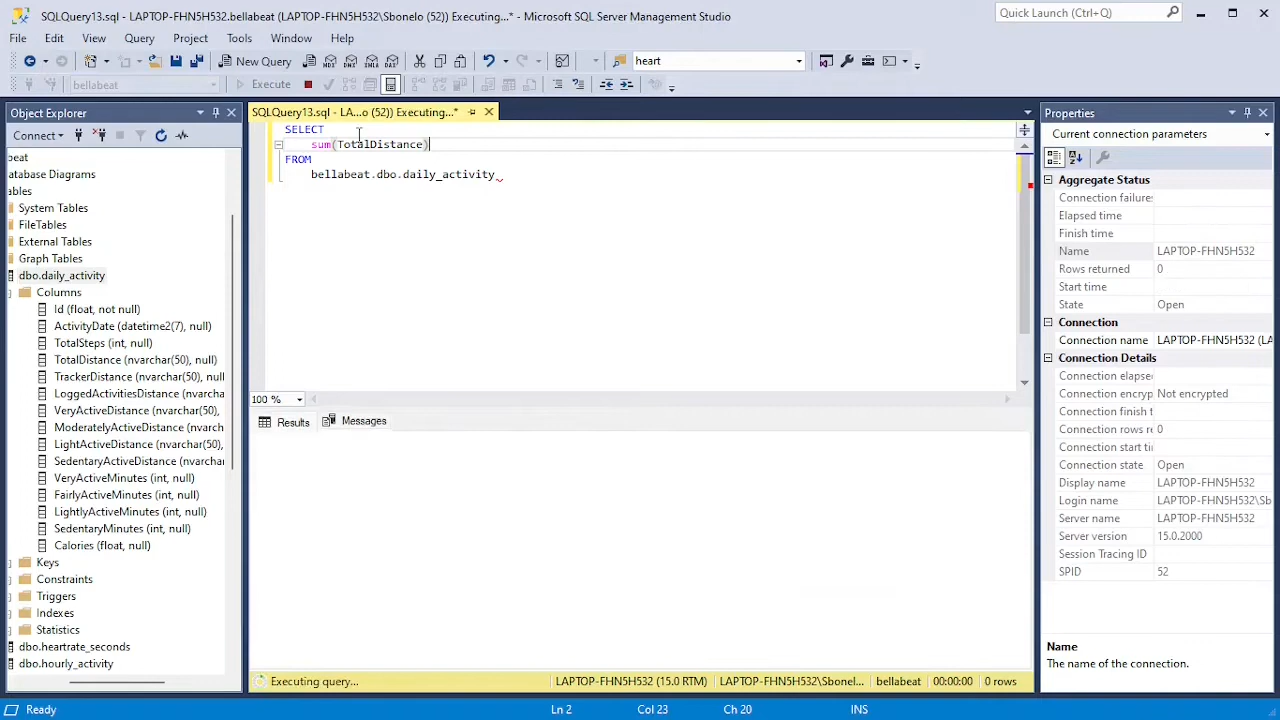 SQLQuery13.sql - LAPTOP-FHN5H532.bellabeat (LAPTOP-FHN5H532\Sbonelo (52)) Executing...* - Microsoft SQL Server Management Studio
Quick Launch (Ctrl+Q)
File Edit View Query Project Tools Window Help
New Query
heart
bellabeat
Execute
Object Explorer
SQLQuery13.sql - LA...o (52)) Executing...*
Properties
Connect
Current connection parameters
beat
atabase Diagrams
ables
System Tables
FileTables
External Tables
Graph Tables
dbo.daily_activity
Columns
Id (float, not null)
ActivityDate (datetime2(7), null)
TotalSteps (int, null)
TotalDistance (nvarchar(50), null)
TrackerDistance (nvarchar(50), null)
LoggedActivitiesDistance (nvarchar
VeryActiveDistance (nvarchar(50),
ModeratelyActiveDistance (nvarcha
LightActiveDistance (nvarchar(50),
SedentaryActiveDistance (nvarchar
VeryActiveMinutes (int, null)
FairlyActiveMinutes (int, null)
LightlyActiveMinutes (int, null)
SedentaryMinutes (int, null)
Calories (float, null)
Keys
Constraints
Triggers
Indexes
Statistics
dbo.heartrate_seconds
dbo.hourly_activity
SELECT
sum(TotalDistance)
FROM
bellabeat.dbo.daily_activity
100 %
Results Messages
Executing query...
LAPTOP-FHN5H532 (15.0 RTM)
LAPTOP-FHN5H532\Sbonel...
bellabeat
00:00:00
0 rows
Aggregate Status
Connection failures
Elapsed time
Finish time
Name LAPTOP-FHN5H532
Rows returned 0
Start time
State Open
Connection
Connection name LAPTOP-FHN5H532 (LA
Connection Details
Connection elapse
Connection encryp Not encrypted
Connection finish t
Connection rows re 0
Connection start ti
Connection state Open
Display name LAPTOP-FHN5H532
Login name LAPTOP-FHN5H532\Sb
Server name LAPTOP-FHN5H532
Server version 15.0.2000
Session Tracing ID
SPID 52
Name
The name of the connection.
Ready
Ln 2
Col 23
Ch 20
INS